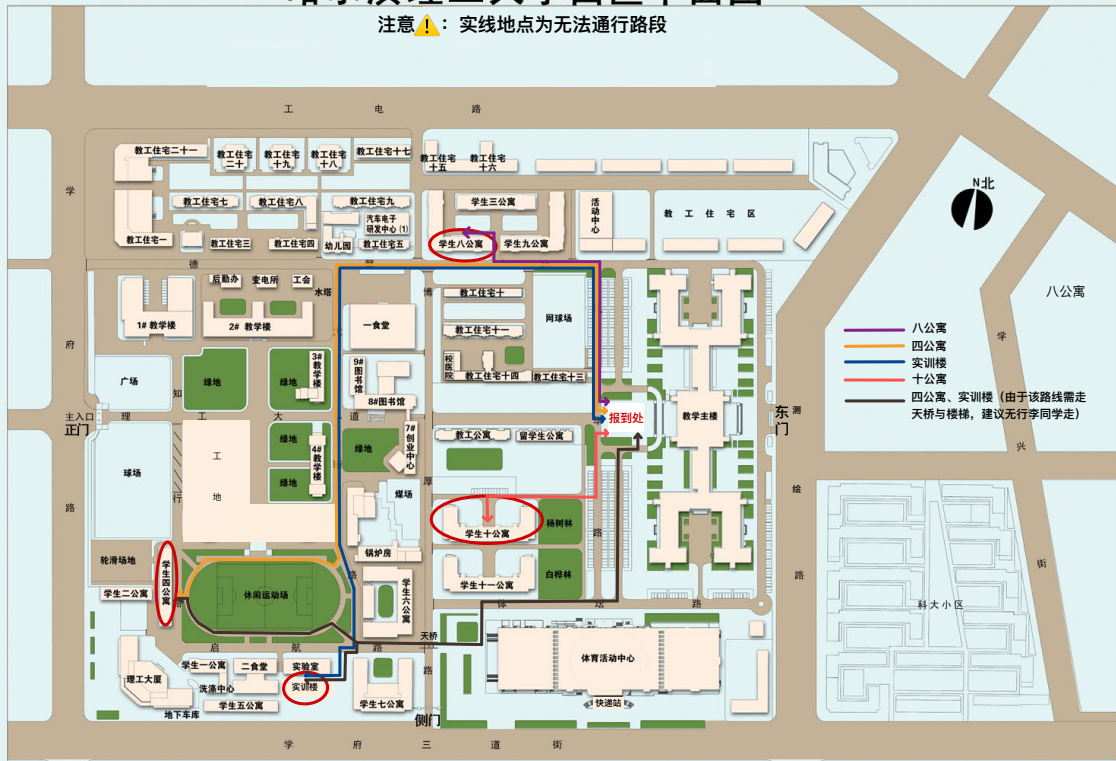 注意⚠️：实线地点为无法通行路段
工电路
教工住宅二十一
教工住宅二十
教工住宅十九
教工住宅十八
教工住宅十七
教工住宅十五
教工住宅十六
学府路
教工住宅七
教工住宅八
教工住宅九
学生三公寓
活动中心
教工住宅区
N北
汽车电子
研发中心(1)
教工住宅一
教工住宅三
教工住宅四
幼儿园
教工住宅五
学生八公寓
学生九公寓
德
后勤办
变电所
工会
水塔
博
教工住宅十
八公寓
1# 教学楼
2# 教学楼
一食堂
教工住宅十一
网球场
八公寓
四公寓
实训楼
十公寓
四公寓、实训楼（由于该路线需走
天桥与楼梯，建议无行李同学走）
学兴街
广场
知
绿地
绿地
3#教学楼
9#图书馆
8#图书馆
校医院
教工住宅十四
教工住宅十三
主入口
正门
理工大道
报到处
教学主楼
东门
测绘路
球场
工地
绿地
绿地
4#教学楼
绿地
7#创业中心
教工公寓
留学生公寓
行
煤场
厚
学生十公寓
杨树林
路
锅炉房
轮滑场地
学生二公寓
学生四公寓
休闲运动场
路
学生六公寓
学生十一公寓
白桦林
体坛路
科大小区
启航路
天桥
路
学生一公寓
二食堂
实验室
理工大厦
洗涤中心
实训楼
学生五公寓
地下车库
学生七公寓
侧门
体育活动中心
快递站
学府三道街